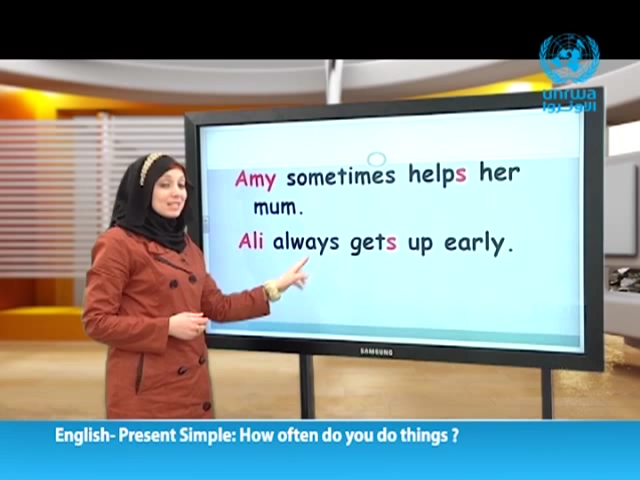 unrwa
الأونروا
Amy sometimes helps her
mum.
Ali always gets up early.
SAMSUNG
English- Present Simple: How often do you do things ?